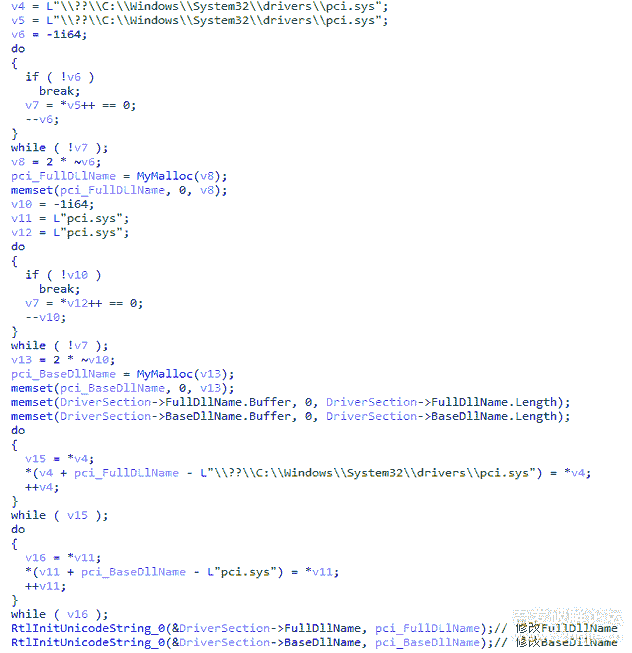 v4 = L"\\??\\C:\\Windows\\System32\\drivers\\pci.sys";
v5 = L"\\??\\C:\\Windows\\System32\\drivers\\pci.sys";
v6 = -1i64;
do
{
if ( !v6 )
break;
v7 = *v5++ == 0;
--v6;
}
while ( !v7 );
v8 = 2 * ~v6;
pci_FullDLlName = MyMalloc(v8);
memset(pci_FullDLlName, 0, v8);
v10 = -1i64;
v11 = L"pci.sys";
v12 = L"pci.sys";
do
{
if ( !v10 )
break;
v7 = *v12++ == 0;
--v10;
}
while ( !v7 );
v13 = 2 * ~v10;
pci_BaseDllName = MyMalloc(v13);
memset(pci_BaseDllName, 0, v13);
memset(DriverSection->FullDllName.Buffer, 0, DriverSection->FullDllName.Length);
memset(DriverSection->BaseDllName.Buffer, 0, DriverSection->BaseDllName.Length);
do
{
v15 = *v4;
*(v4 + pci_FullDLlName - L"\\??\\C:\\Windows\\System32\\drivers\\pci.sys") = *v4;
++v4;
}
while ( v15 );
do
{
v16 = *v11;
*(v11 + pci_BaseDllName - L"pci.sys") = *v11;
++v11;
}
while ( v16 );
RtlInitUnicodeString_0(&DriverSection->FullDllName, pci_FullDLlName);// 修改FullDllName
RtlInitUnicodeString_0(&DriverSection->BaseDllName, pci_BaseDllName);// 修改BaseDllName